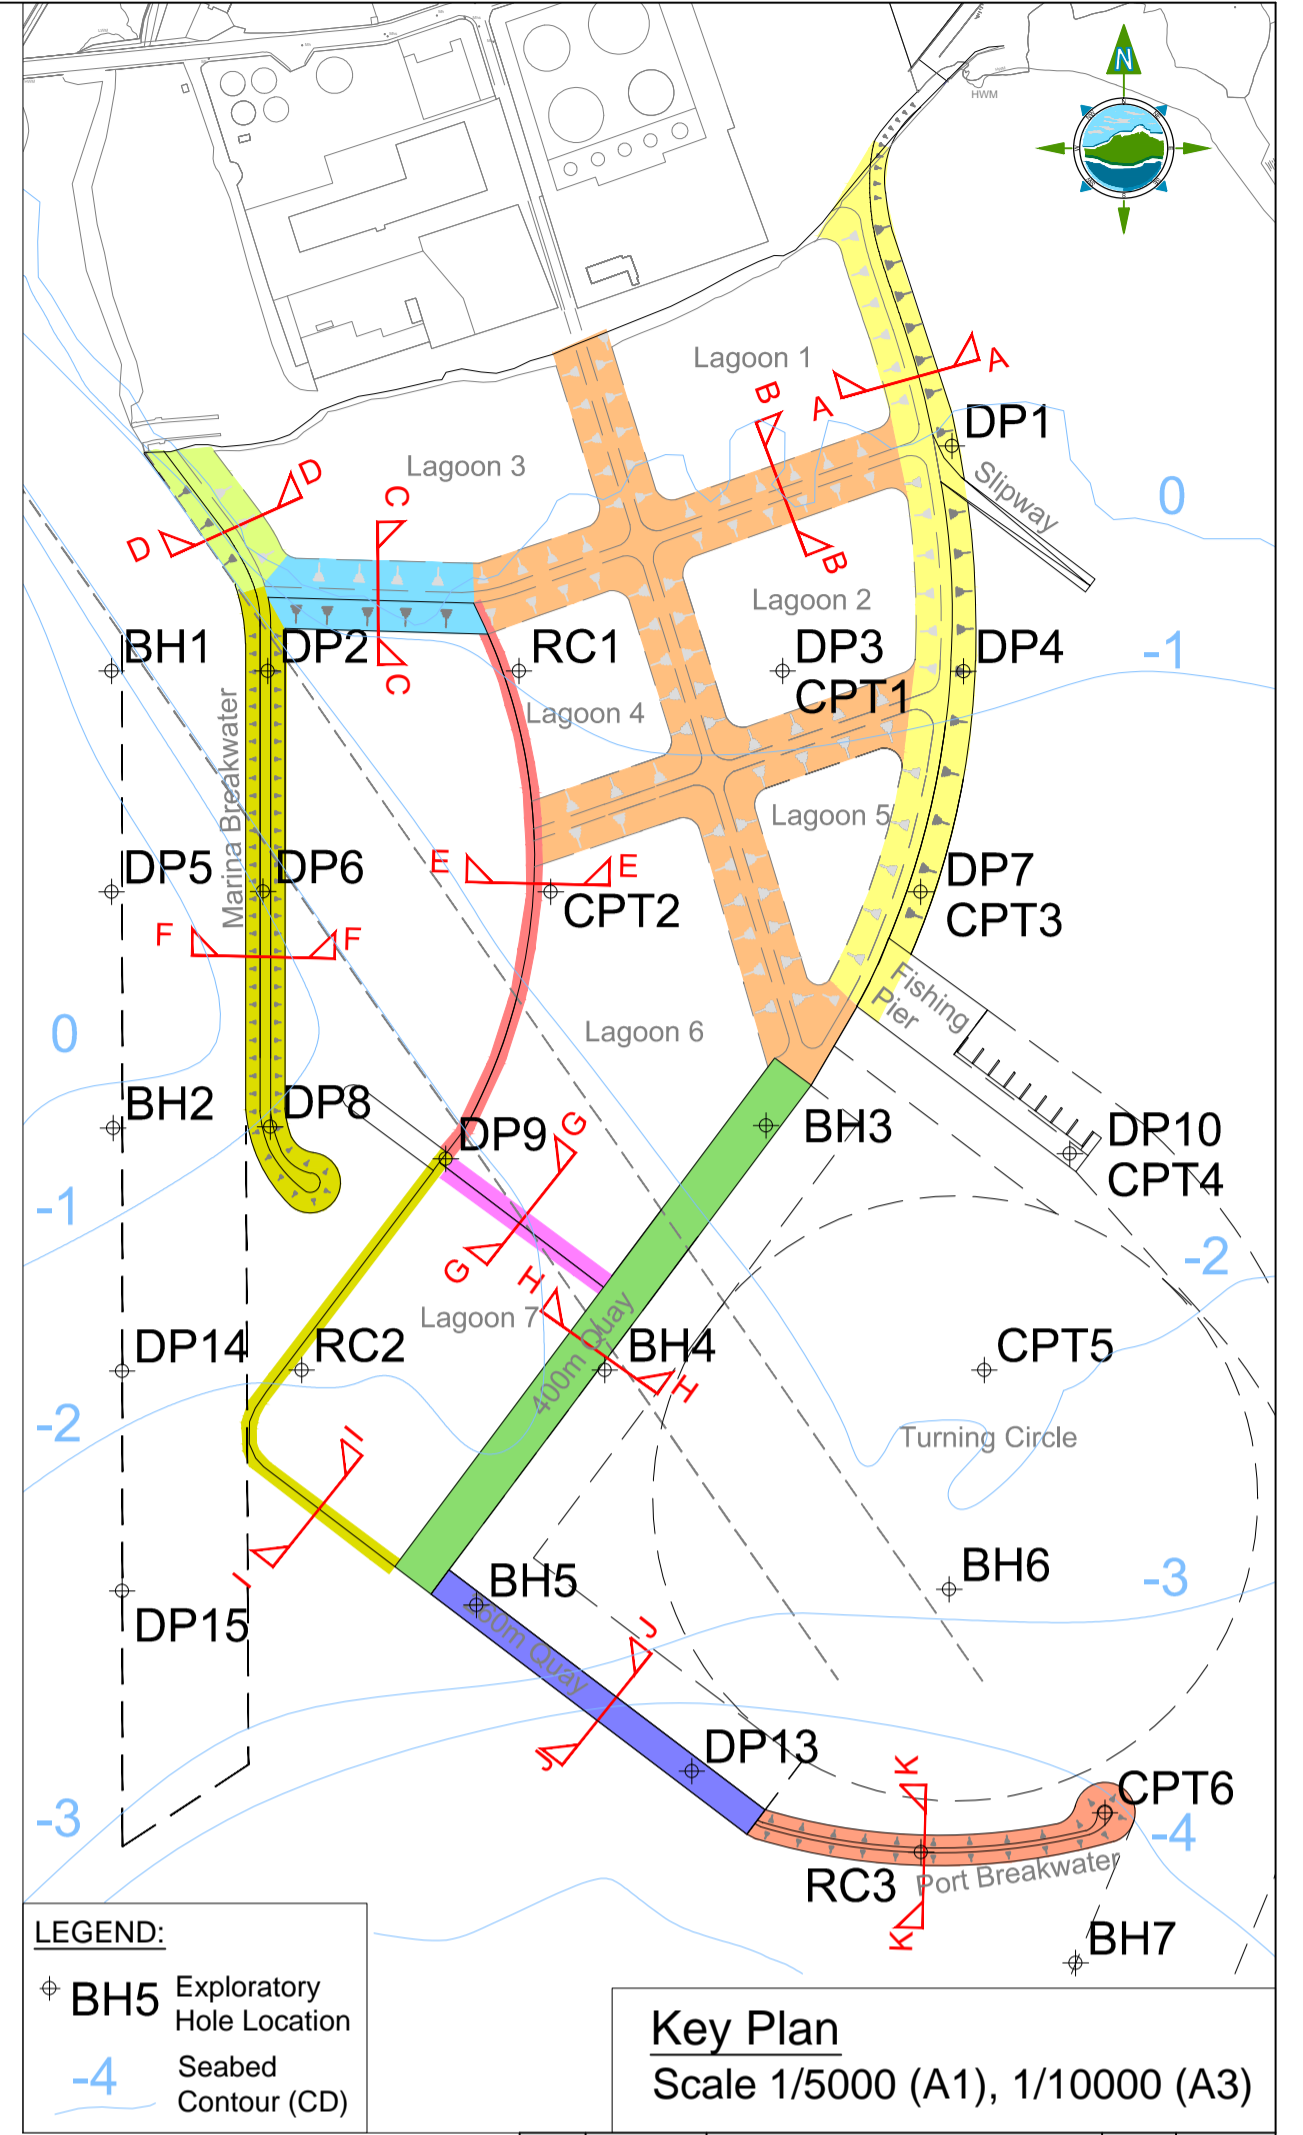 N
HWM
Lagoon 1
A
A
B
DP1
Lagoon 3
D
C
Slipway
0
D
B
Lagoon 2
BH1
DP2
RC1
DP3
CPT1
DP4
-1
C
Lagoon 4
Marina Breakwater
Lagoon 5
DP5
DP6
E
E
CPT2
DP7
CPT3
F
F
Fishing
Pier
0
Lagoon 6
BH2
DP8
DP9
G
BH3
DP10
CPT4
-1
G
H
-2
Lagoon 7
DP14
RC2
400m Quay
BH4
H
CPT5
-2
I
Turning Circle
I
BH5
BH6
-3
DP15
260m Quay
J
J
DP13
K
CPT6
-3
-4
RC3
Port Breakwater
K
BH7
LEGEND:
BH5 Exploratory
Hole Location
-4 Seabed
Contour (CD)
Key Plan
Scale 1/5000 (A1), 1/10000 (A3)